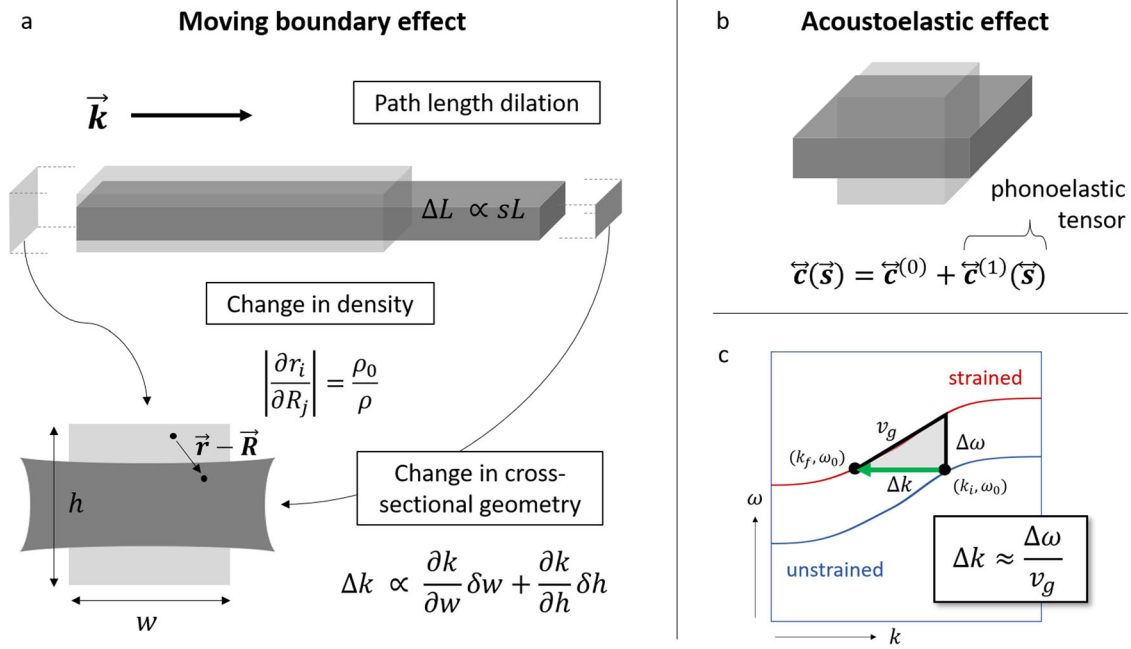 a
Moving boundary effect
k⃗
Path length dilation
ΔL ∝ sL
Change in density
|∂rᵢ/∂Rⱼ| = ρ₀/ρ
r⃗ − R⃗
h
w
Change in cross-
sectional geometry
Δk ∝ ∂k/∂w δw + ∂k/∂h δh
b
Acoustoelastic effect
phonoelastic
tensor
c⃡(s⃗) = c⃡⁽⁰⁾ + c⃡⁽¹⁾(s⃗)
c
strained
v_g
Δω
(k_f, ω₀)
Δk
(kᵢ, ω₀)
ω
unstrained
Δk ≈ Δω/v_g
k